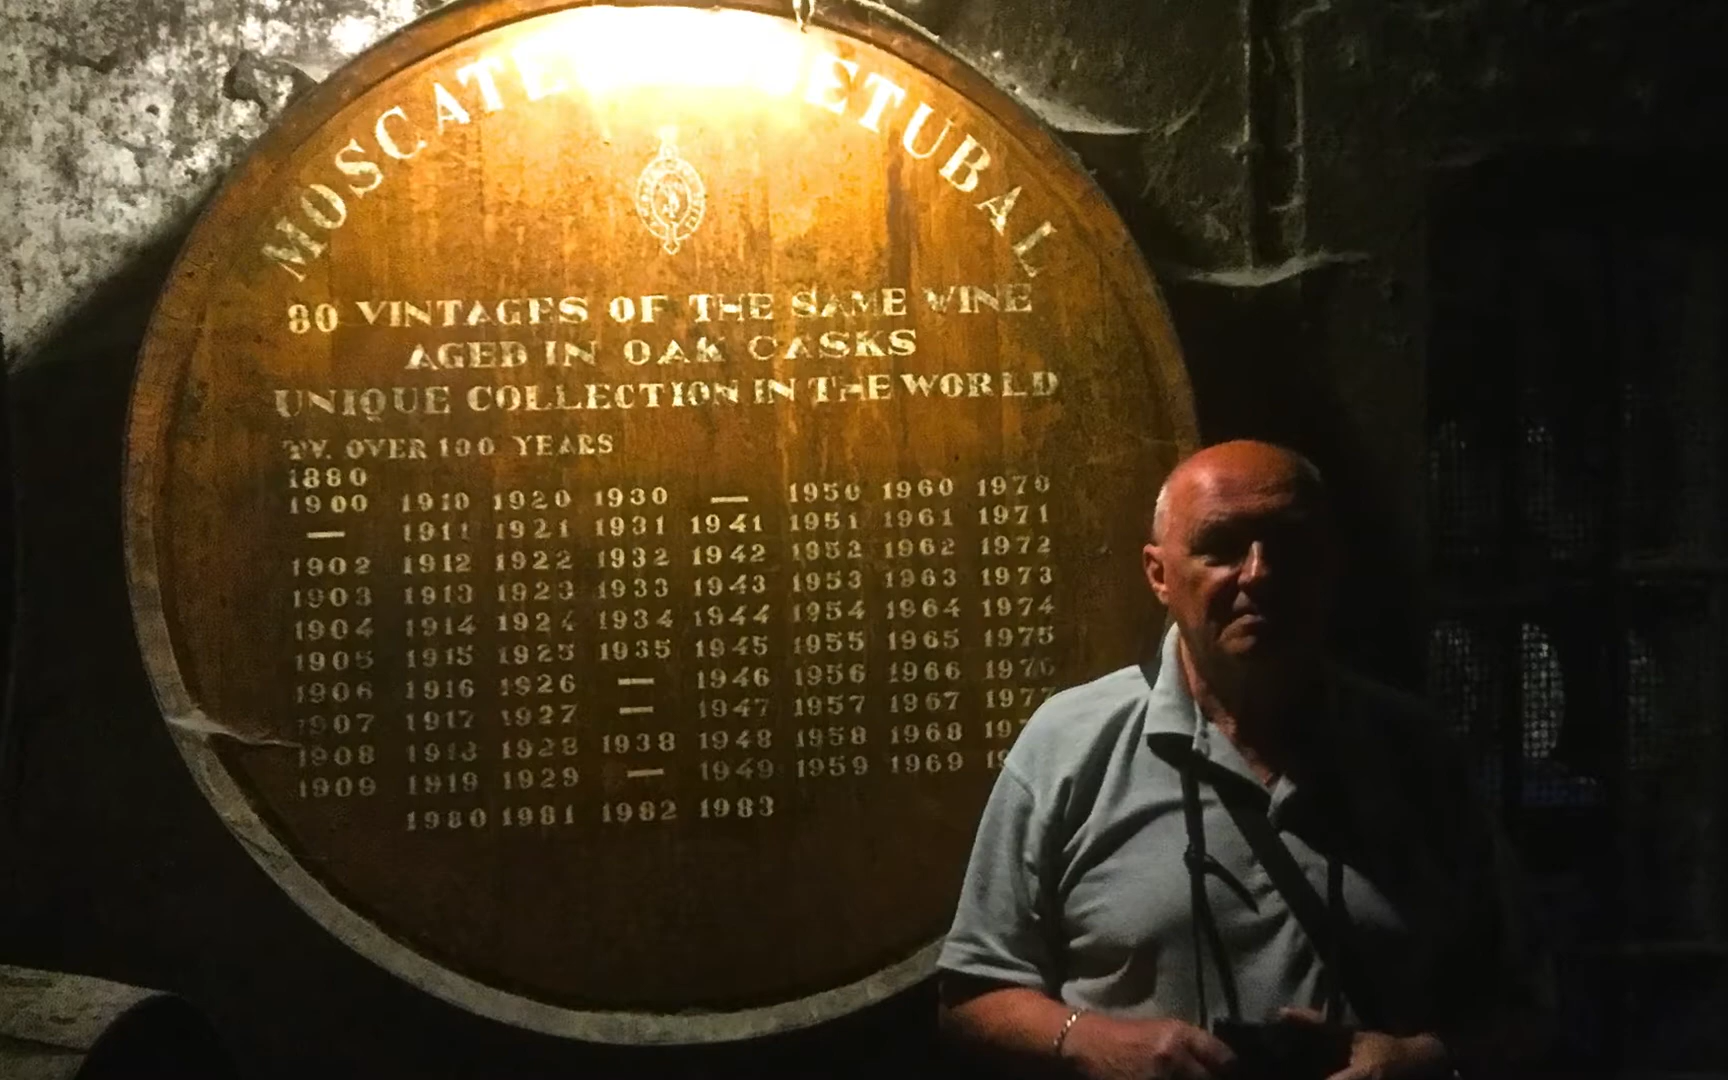 MOSCATE ETUBAL
80 VINTAGES OF THE SAME WINE
AGED IN OAK CASKS
UNIQUE COLLECTION IN THE WORLD
OVER 100 YEARS
1880
1900 1910 1920 1930 — 1950 1960 1970
— 1911 1921 1931 1941 1951 1961 1971
1902 1912 1922 1932 1942 1952 1962 1972
1903 1913 1923 1933 1943 1953 1963 1973
1904 1914 1924 1934 1944 1954 1964 1974
1905 1915 1925 1935 1945 1955 1965 1975
1906 1916 1926 — 1946 1956 1966 1976
1907 1917 1927 — 1947 1957 1967 1977
1908 1918 1928 1938 1948 1958 1968 19
1909 1919 1929 — 1949 1959 1969
1980 1981 1982 1983